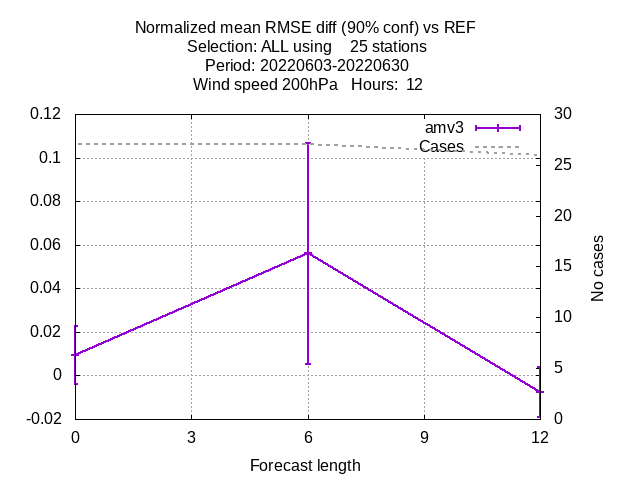 Normalized mean RMSE diff (90% conf) vs REF
Selection: ALL using    25 stations
Period: 20220603-20220630
Wind speed 200hPa   Hours:  12
0.12
0.1
0.08
0.06
0.04
0.02
0
-0.02
amv3
Cases
30
25
20
15
10
5
0
No cases
0 3 6 9 12
Forecast length